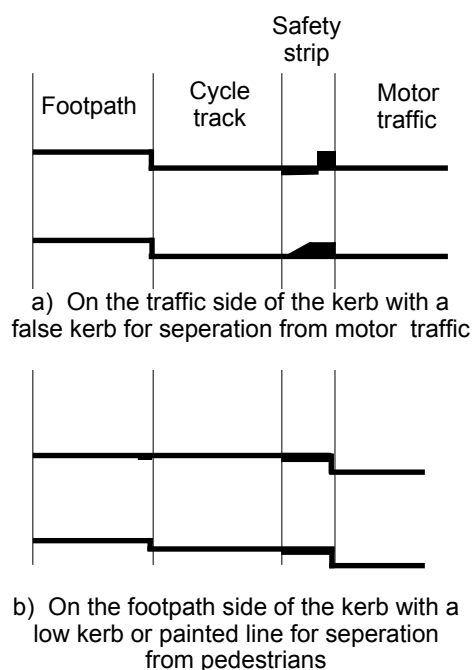 Safety
strip
Footpath
Cycle
track
Motor
traffic
a) On the traffic side of the kerb with a
false kerb for seperation from motor traffic
b) On the footpath side of the kerb with a
low kerb or painted line for seperation
from pedestrians